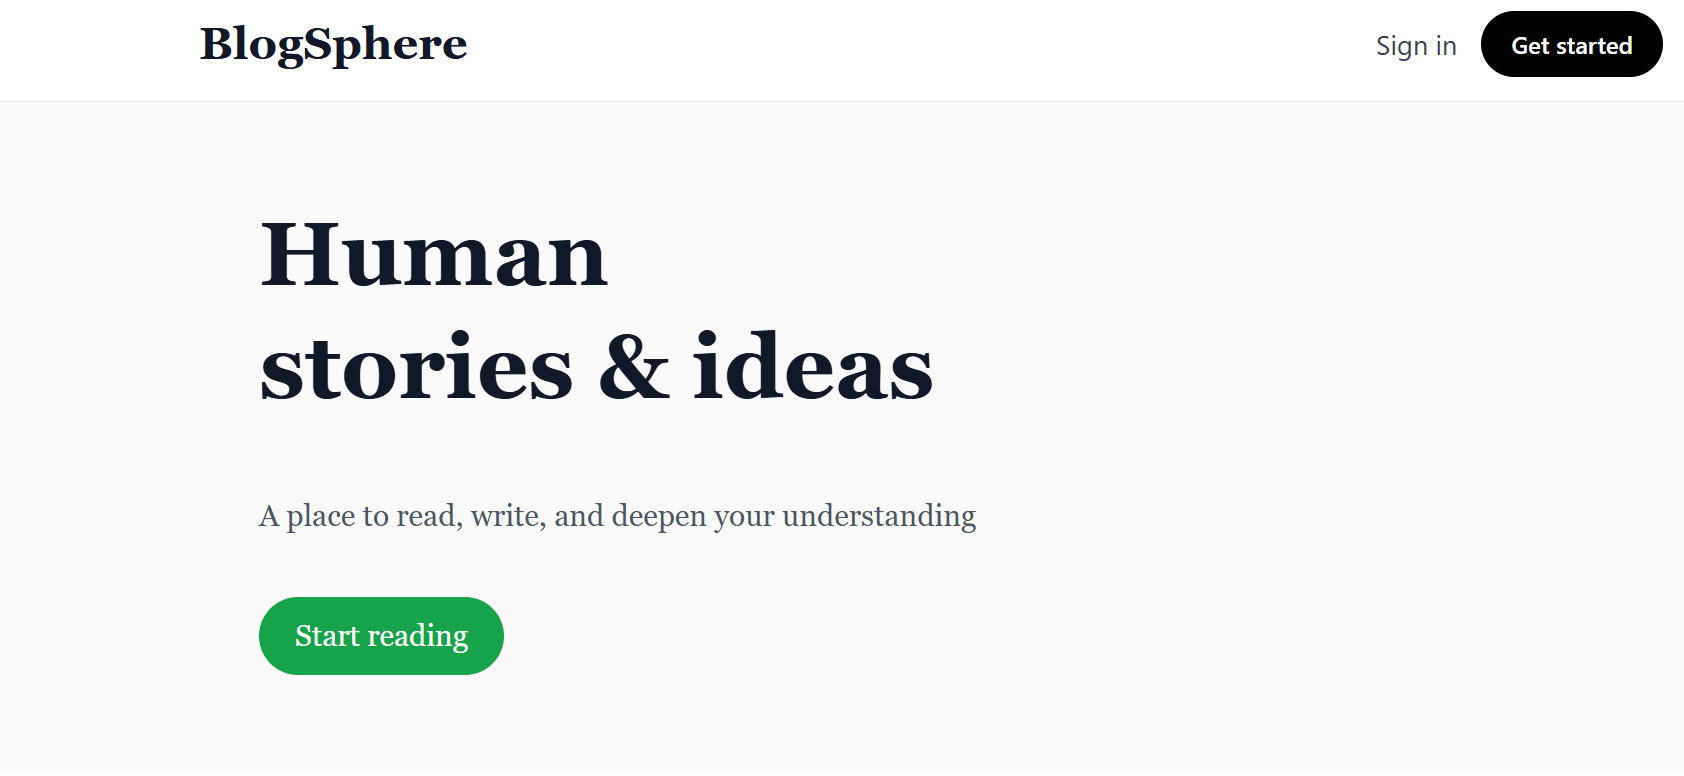 BlogSphere
Sign in
Get started
Human
stories & ideas
A place to read, write, and deepen your understanding
Start reading